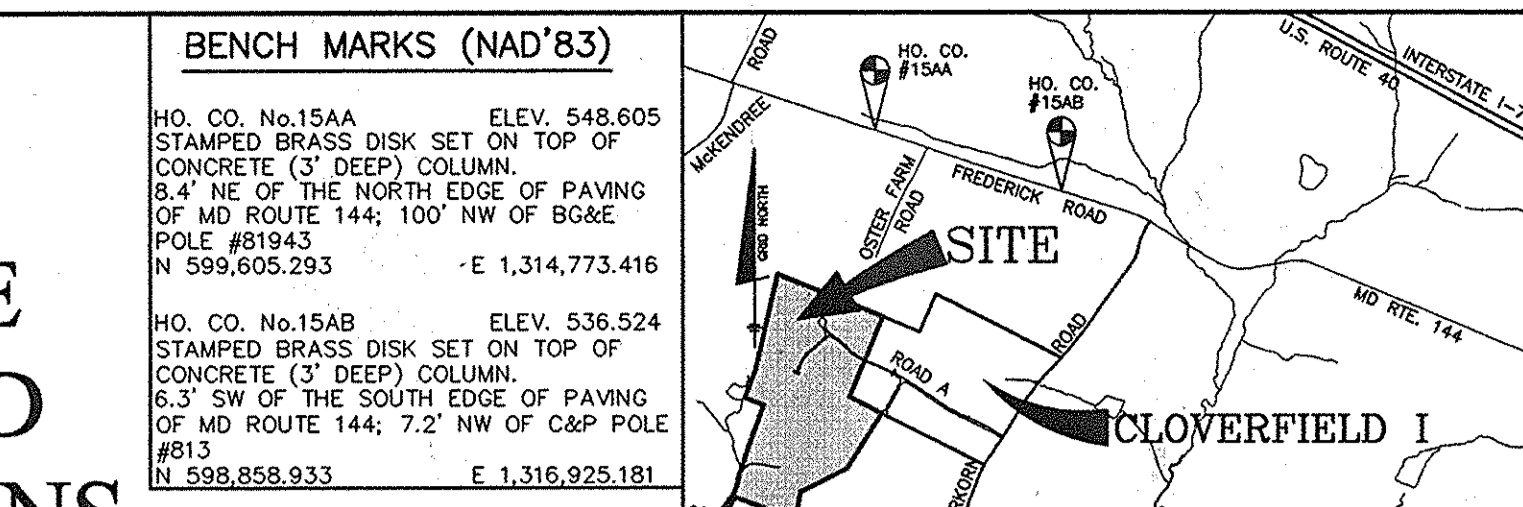 BENCH MARKS (NAD'83)
HO. CO. No.15AA ELEV. 548.605
STAMPED BRASS DISK SET ON TOP OF
CONCRETE (3' DEEP) COLUMN.
8.4' NE OF THE NORTH EDGE OF PAVING
OF MD ROUTE 144; 100' NW OF BG&E
POLE #81943
N 599,605.293 E 1,314,773.416
HO. CO. No.15AB ELEV. 536.524
STAMPED BRASS DISK SET ON TOP OF
CONCRETE (3' DEEP) COLUMN.
6.3' SW OF THE SOUTH EDGE OF PAVING
OF MD ROUTE 144; 7.2' NW OF C&P POLE
#813
N 598,858.933 E 1,316,925.181
McKENDREE ROAD
HO. CO.
#15AA
HO. CO.
#15AB
U.S. ROUTE 40
INTERSTATE I-7
GRID NORTH
OSTER FARM
ROAD
FREDERICK ROAD
SITE
MD RTE. 144
ROAD
ROAD A
CLOVERFIELD I
RKORN
E
O
NS